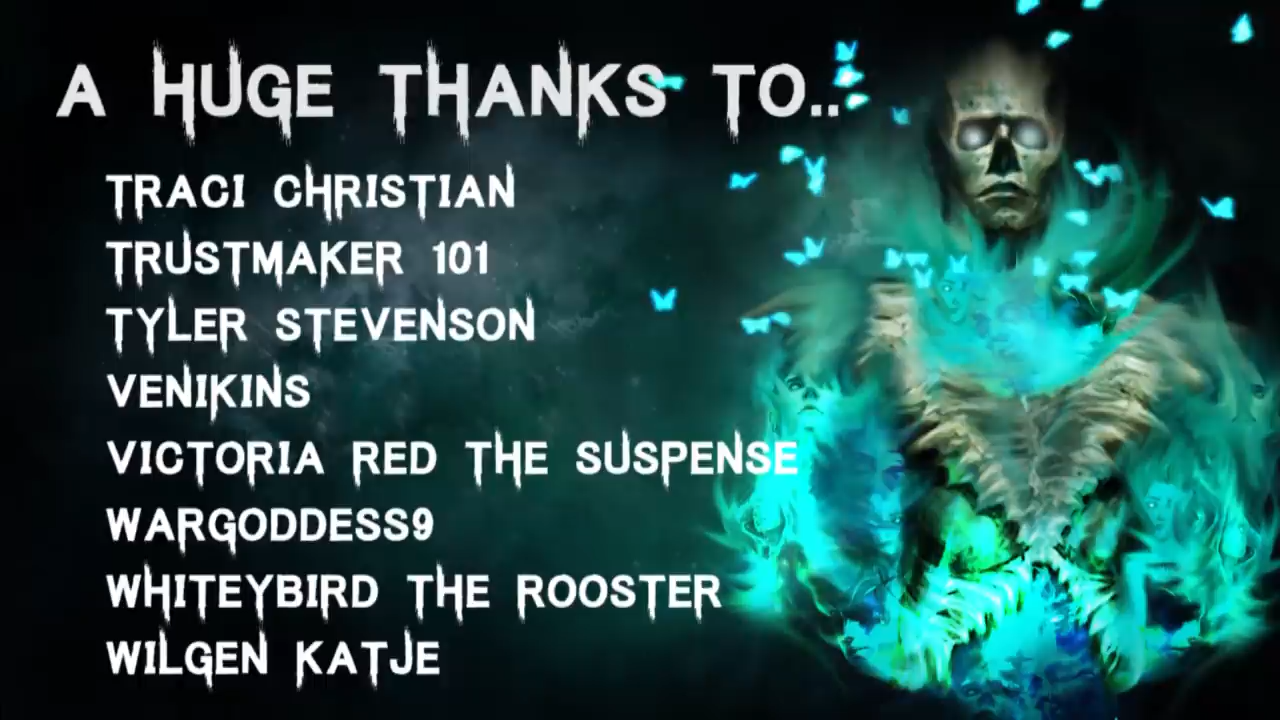 A HUGE THANKS TO..
TRACI CHRISTIAN
TRUSTMAKER 101
TYLER STEVENSON
VENIKINS
VICTORIA RED THE SUSPENSE
WARGODDESS9
WHITEYBIRD THE ROOSTER
WILGEN KATJE